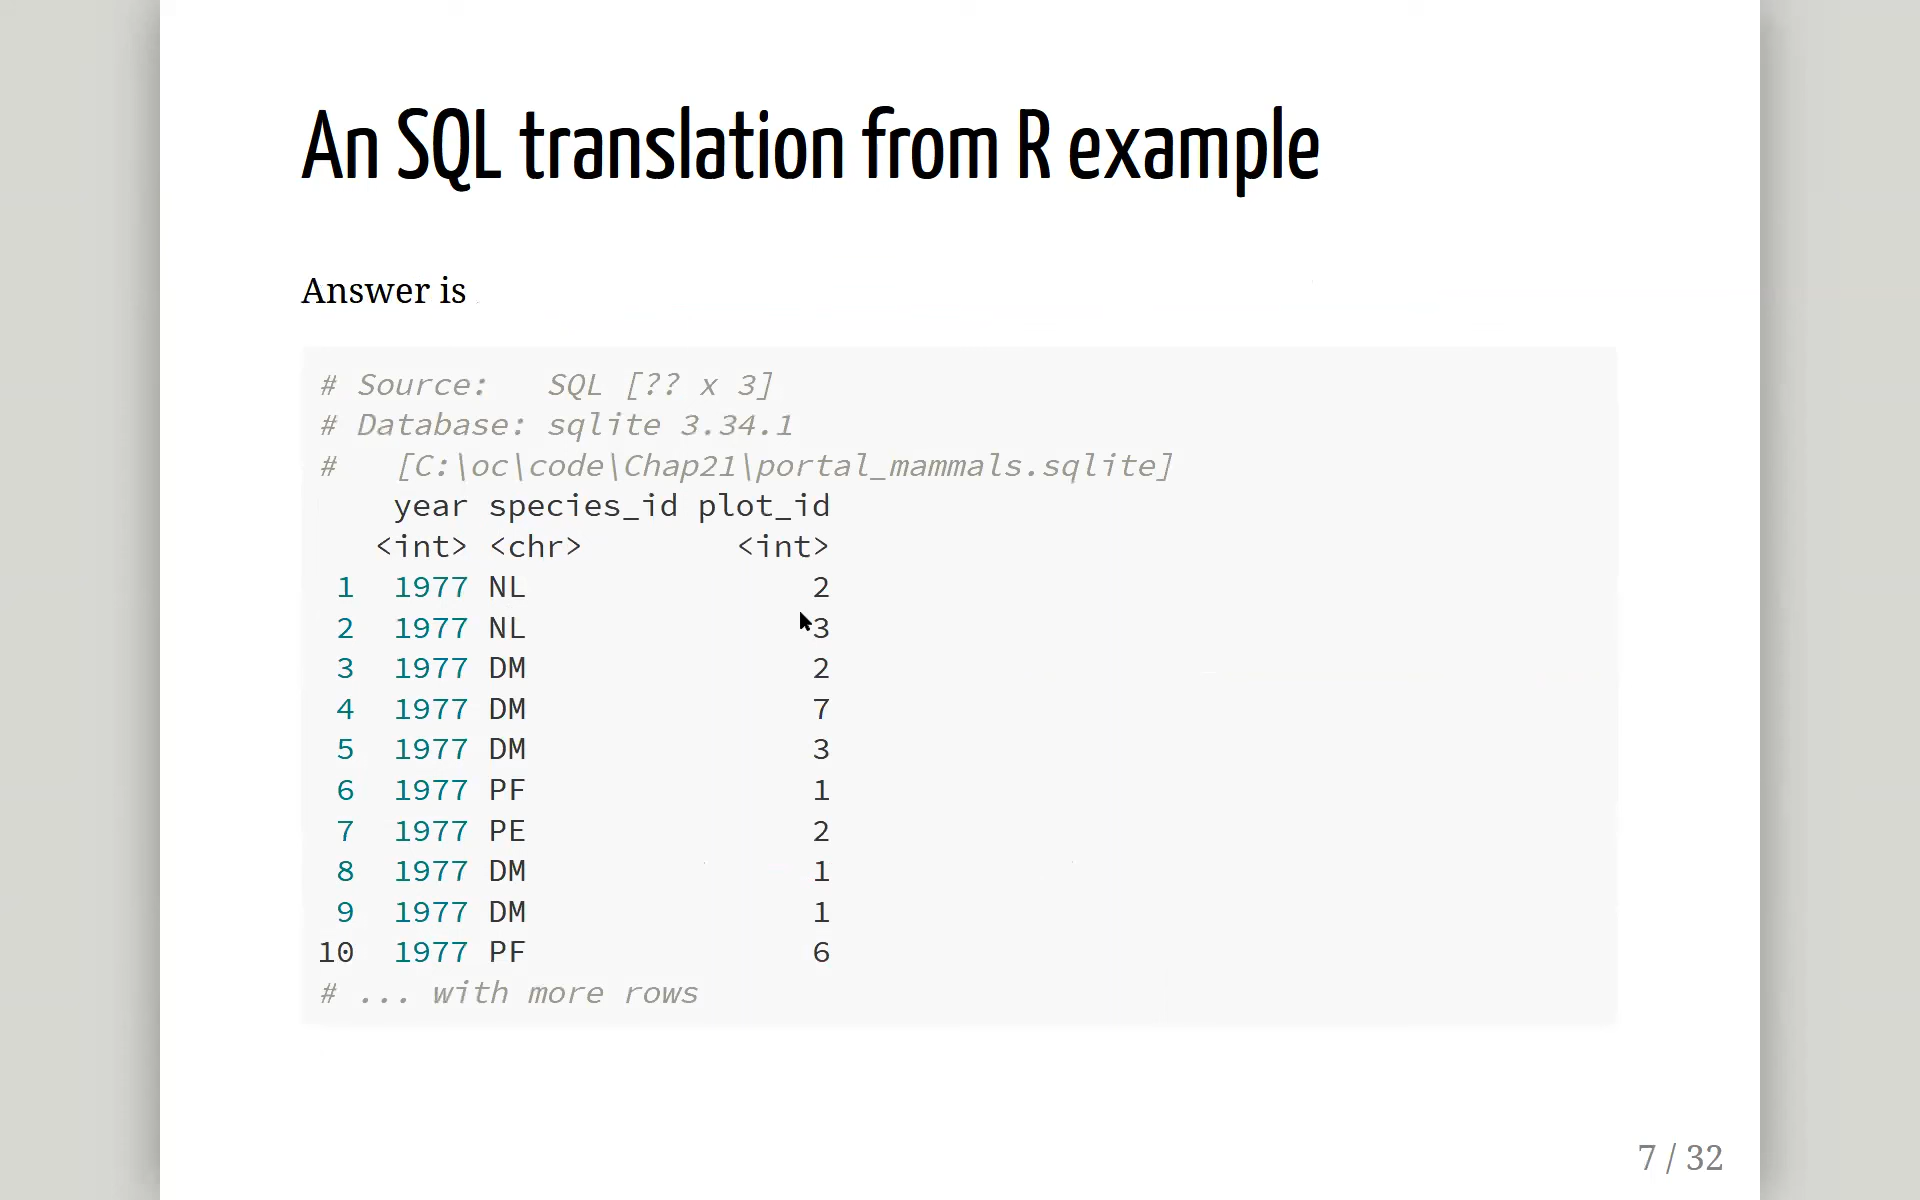 An SQL translation from R example
Answer is
# Source:   SQL [?? x 3]
# Database: sqlite 3.34.1
#   [C:\oc\code\Chap21\portal_mammals.sqlite]
    year species_id plot_id
   <int> <chr>        <int>
 1  1977 NL               2
 2  1977 NL               3
 3  1977 DM               2
 4  1977 DM               7
 5  1977 DM               3
 6  1977 PF               1
 7  1977 PE               2
 8  1977 DM               1
 9  1977 DM               1
10  1977 PF               6
# ... with more rows
7 / 32